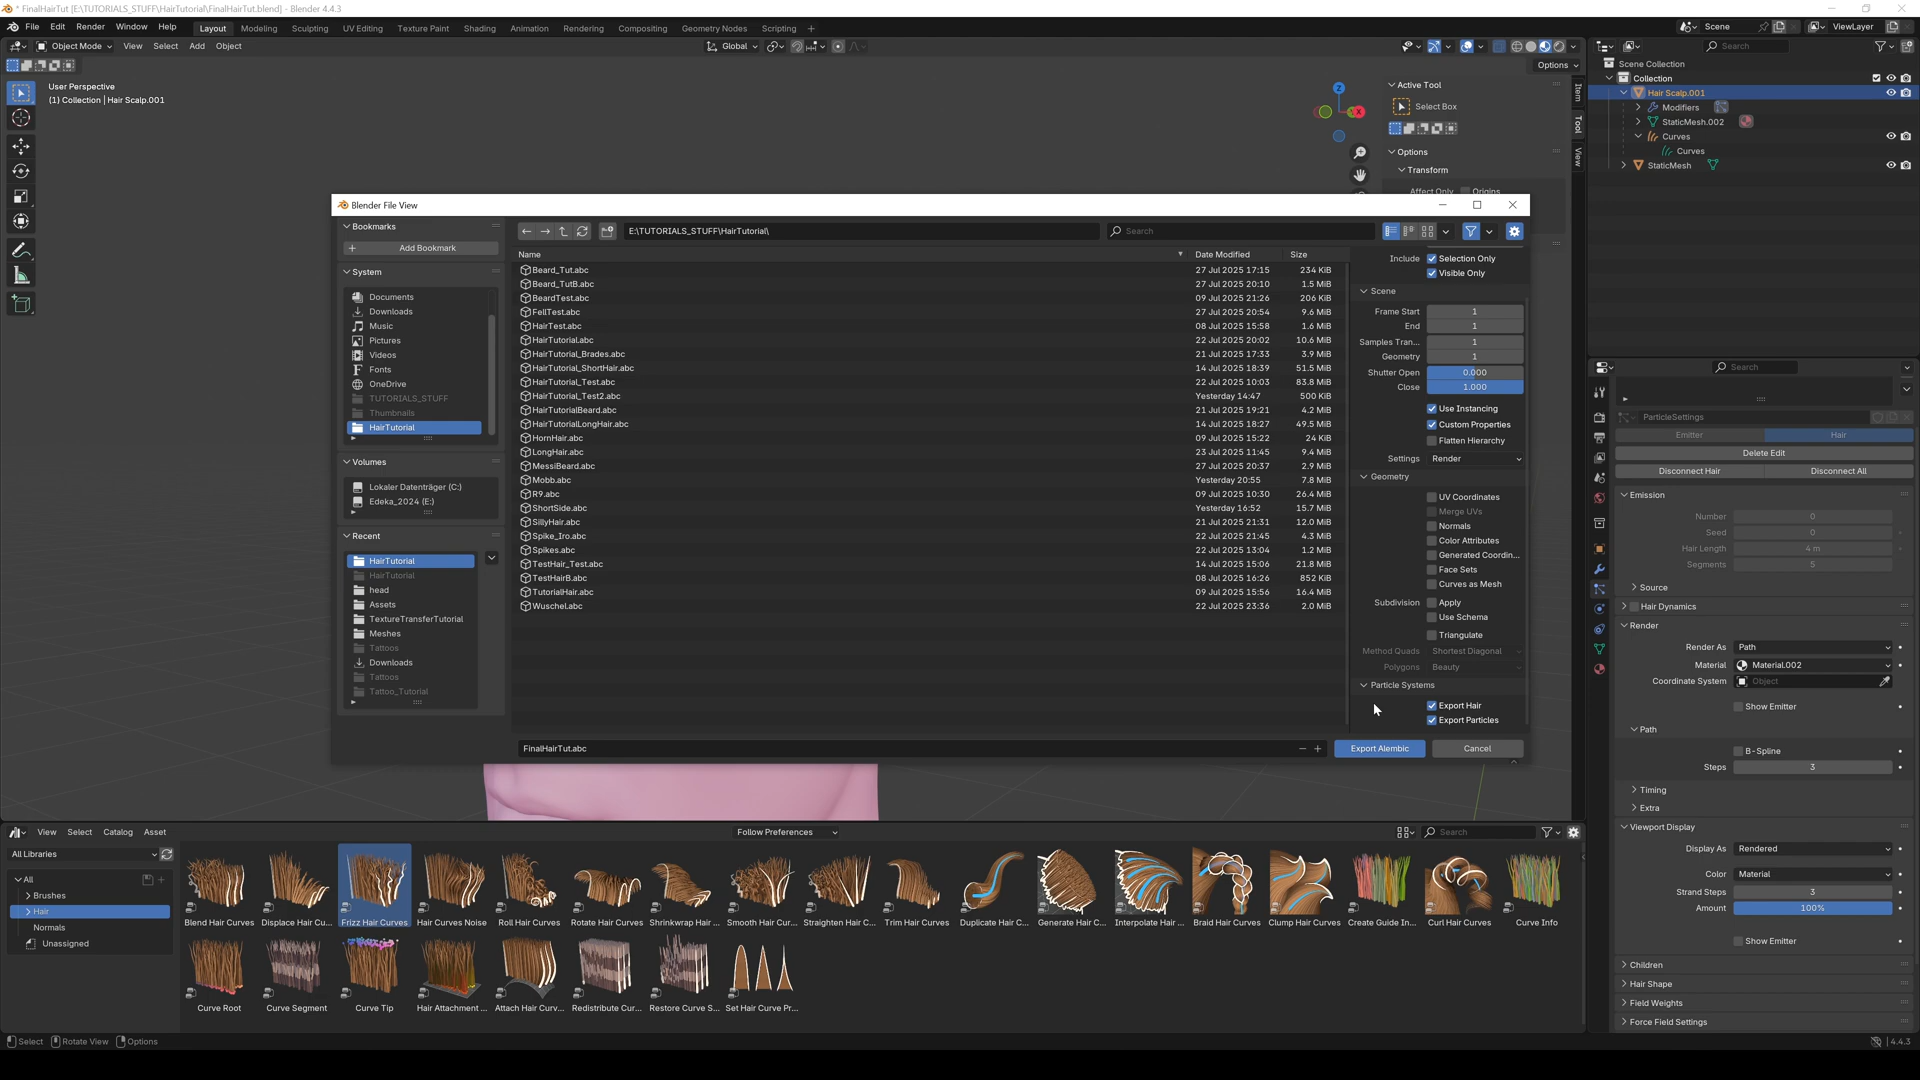 * FinalHairTut [E:\TUTORIALS_STUFF\HairTutorial\FinalHairTut.blend] - Blender 4.4.3
File Edit Render Window Help Layout Modeling Sculpting UV Editing Texture Paint Shading Animation Rendering Compositing Geometry Nodes Scripting + Scene ViewLayer
Object Mode View Select Add Object Global Search
Options
User Perspective
(1) Collection | Hair Scalp.001
Z
X
Active Tool
Select Box
Options
Transform
Affect Only Origins
Item
Tool
View
Scene Collection
Collection
Hair Scalp.001
Modifiers
StaticMesh.002
Curves
Curves
StaticMesh
Blender File View
Bookmarks
Add Bookmark
System
Documents
Downloads
Music
Pictures
Videos
Fonts
OneDrive
TUTORIALS_STUFF
Thumbnails
HairTutorial
Volumes
Lokaler Datenträger (C:)
Edeka_2024 (E:)
Recent
HairTutorial
HairTutorial
head
Assets
TextureTransferTutorial
Meshes
Tattoos
Downloads
Tattoos
Tattoo_Tutorial
E:\TUTORIALS_STUFF\HairTutorial\
Search
Name Date Modified Size
Beard_Tut.abc 27 Jul 2025 17:15 234 KiB
Beard_TutB.abc 27 Jul 2025 20:10 1.5 MiB
BeardTest.abc 09 Jul 2025 21:26 206 KiB
FellTest.abc 27 Jul 2025 20:54 9.6 MiB
HairTest.abc 08 Jul 2025 15:58 1.6 MiB
HairTutorial.abc 22 Jul 2025 20:02 10.6 MiB
HairTutorial_Brades.abc 21 Jul 2025 17:33 3.9 MiB
HairTutorial_ShortHair.abc 14 Jul 2025 18:39 51.5 MiB
HairTutorial_Test.abc 22 Jul 2025 10:03 83.8 MiB
HairTutorial_Test2.abc Yesterday 14:47 500 KiB
HairTutorialBeard.abc 21 Jul 2025 19:21 4.2 MiB
HairTutorialLongHair.abc 14 Jul 2025 18:27 49.5 MiB
HornHair.abc 09 Jul 2025 15:22 24 KiB
LongHair.abc 23 Jul 2025 11:45 9.4 MiB
MessiBeard.abc 27 Jul 2025 20:37 2.9 MiB
Mobb.abc Yesterday 20:55 7.8 MiB
R9.abc 09 Jul 2025 10:30 26.4 MiB
ShortSide.abc Yesterday 16:52 15.7 MiB
SillyHair.abc 21 Jul 2025 21:31 12.0 MiB
Spike_Iro.abc 22 Jul 2025 21:45 4.3 MiB
Spikes.abc 22 Jul 2025 13:04 1.2 MiB
TestHair_Test.abc 14 Jul 2025 15:06 21.8 MiB
TestHairB.abc 08 Jul 2025 16:26 852 KiB
TutorialHair.abc 09 Jul 2025 15:56 16.4 MiB
Wuschel.abc 22 Jul 2025 23:36 2.0 MiB
Include Selection Only
Visible Only
Scene
Frame Start 1
End 1
Samples Tran... 1
Geometry 1
Shutter Open 0.000
Close 1.000
Use Instancing
Custom Properties
Flatten Hierarchy
Settings Render
Geometry
UV Coordinates
Merge UVs
Normals
Color Attributes
Generated Coordin...
Face Sets
Curves as Mesh
Subdivision Apply
Use Schema
Triangulate
Method Quads Shortest Diagonal
Polygons Beauty
Particle Systems
Export Hair
Export Particles
FinalHairTut.abc
Export Alembic Cancel
Search
ParticleSettings
Emitter Hair
Delete Edit
Disconnect Hair Disconnect All
Emission
Number 0
Seed 0
Hair Length 4 m
Segments 5
Source
Hair Dynamics
Render
Render As Path
Material Material.002
Coordinate System Object
Show Emitter
Path
B-Spline
Steps 3
Timing
Extra
Viewport Display
Display As Rendered
Color Material
Strand Steps 3
Amount 100%
Show Emitter
Children
Hair Shape
Field Weights
Force Field Settings
View Select Catalog Asset Follow Preferences Search
All Libraries
All
Brushes
Hair
Normals
Unassigned
Blend Hair Curves Displace Hair Cu... Frizz Hair Curves Hair Curves Noise Roll Hair Curves Rotate Hair Curves Shrinkwrap Hair ... Smooth Hair Cur... Straighten Hair C... Trim Hair Curves Duplicate Hair C... Generate Hair C... Interpolate Hair ... Braid Hair Curves Clump Hair Curves Create Guide In... Curl Hair Curves Curve Info
Curve Root Curve Segment Curve Tip Hair Attachment ... Attach Hair Curv... Redistribute Cur... Restore Curve S... Set Hair Curve Pr...
Select Rotate View Options 4.4.3